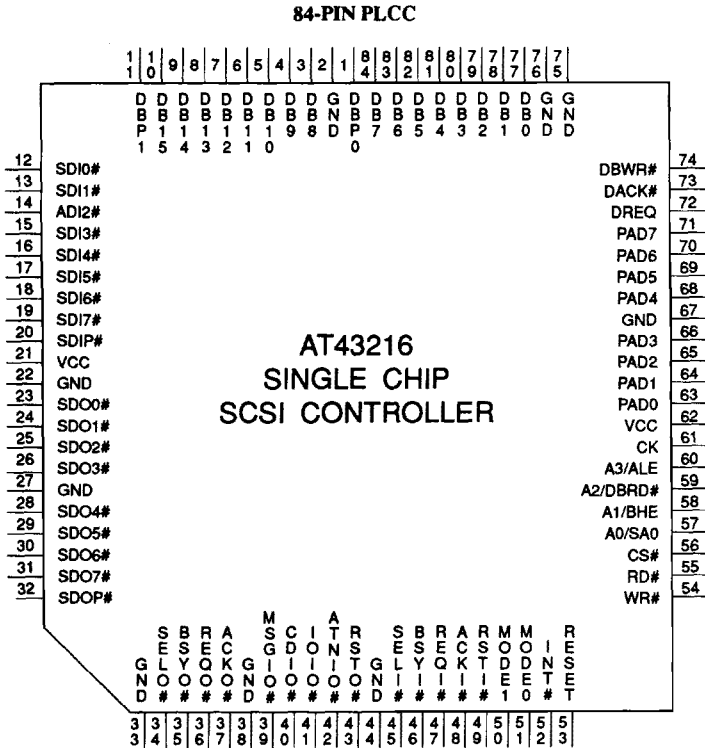 84-PIN PLCC
11 10 9 8 7 6 5 4 3 2 1 84 83 82 81 80 79 78 77 76 75
DBP1 DB15 DB14 DB13 DB12 DB11 DB10 DB9 DB8 GND DBP0 DB7 DB6 DB5 DB4 DB3 DB2 DB1 DB0 GND GND
12 SDI0#
13 SDI1#
14 ADI2#
15 SDI3#
16 SDI4#
17 SDI5#
18 SDI6#
19 SDI7#
20 SDIP#
21 VCC
22 GND
23 SDO0#
24 SDO1#
25 SDO2#
26 SDO3#
27 GND
28 SDO4#
29 SDO5#
30 SDO6#
31 SDO7#
32 SDOP#
AT43216
SINGLE CHIP
SCSI CONTROLLER
DBWR# 74
DACK# 73
DREQ 72
PAD7 71
PAD6 70
PAD5 69
PAD4 68
GND 67
PAD3 66
PAD2 65
PAD1 64
PAD0 63
VCC 62
CK 61
A3/ALE 60
A2/DBRD# 59
A1/BHE 58
A0/SA0 57
CS# 56
RD# 55
WR# 54
GND SELO# BSYO# REQO# ACKO# GND MSGIO# CDIO# IOIO# ATNIO# RSTO# GND SELI# BSYI# REQI# ACKI# RSTI# MODE1 MODE0 INT# RESET
33 34 35 36 37 38 39 40 41 42 43 44 45 46 47 48 49 50 51 52 53